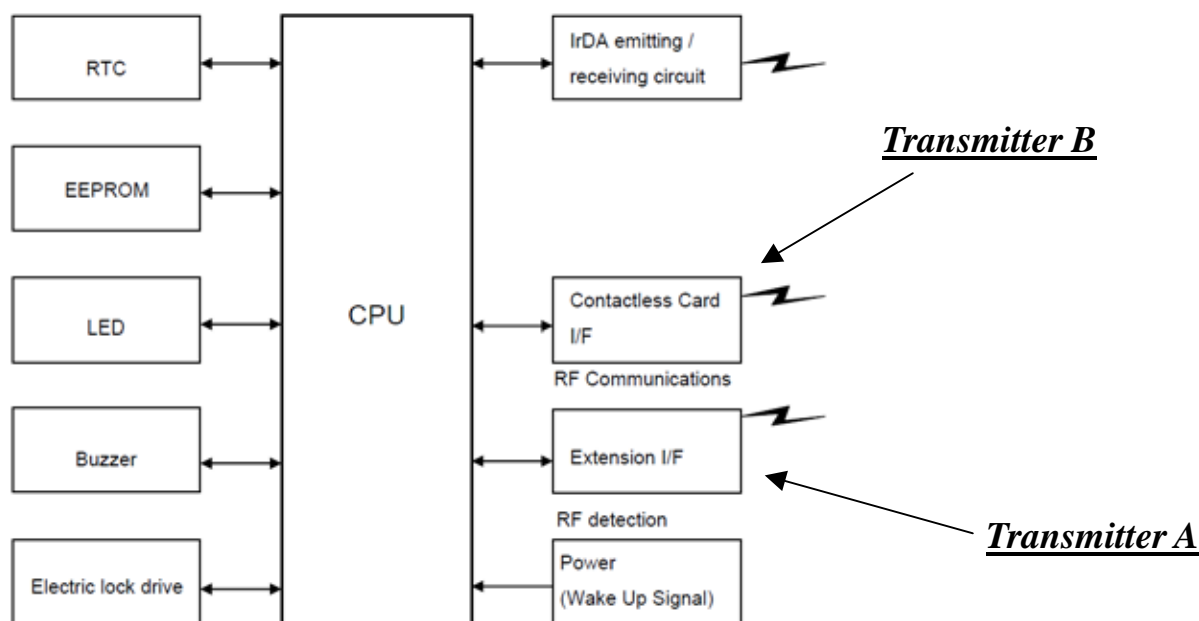 RTC
EEPROM
LED
Buzzer
Electric lock drive
CPU
IrDA emitting /
receiving circuit
Transmitter B
Contactless Card
I/F
RF Communications
Extension I/F
RF detection
Transmitter A
Power
(Wake Up Signal)